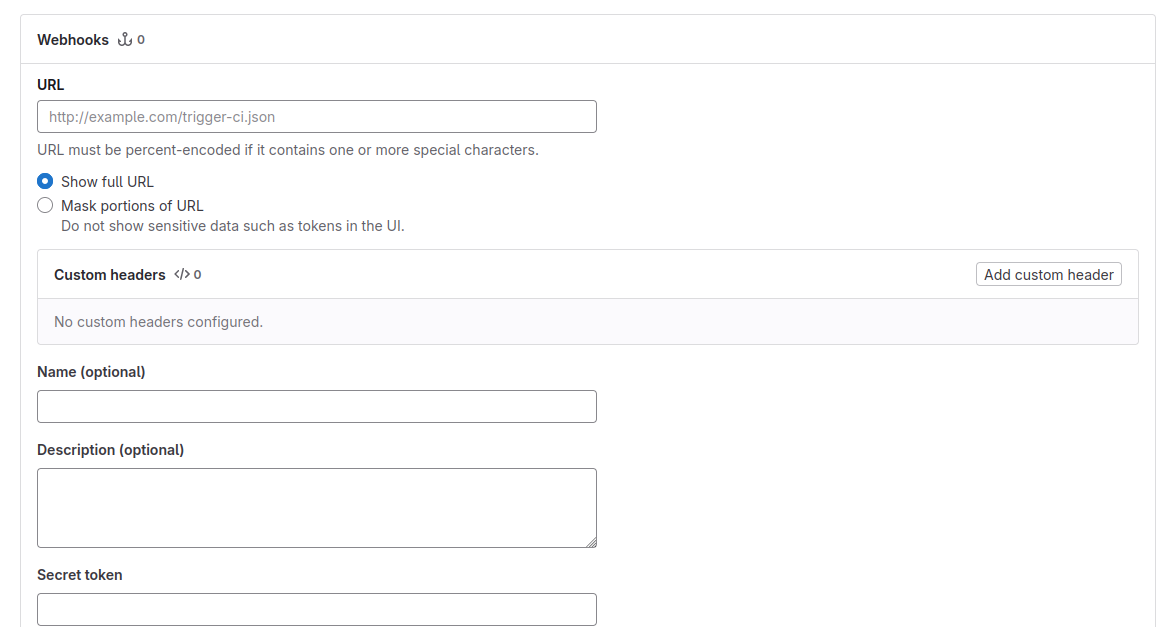 Webhooks 0
URL
http://example.com/trigger-ci.json
URL must be percent-encoded if it contains one or more special characters.
Show full URL
Mask portions of URL
Do not show sensitive data such as tokens in the UI.
Custom headers </> 0 Add custom header
No custom headers configured.
Name (optional)
Description (optional)
Secret token